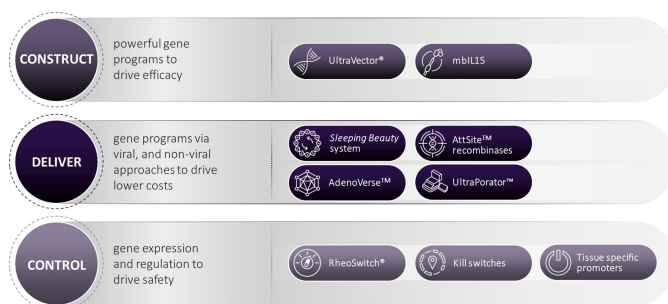 CONSTRUCT
powerful gene
programs to
drive efficacy
UltraVector®
mbIL15
DELIVER
gene programs via
viral, and non-viral
approaches to drive
lower costs
Sleeping Beauty
system
AttSite™
recombinases
AdenoVerse™
UltraPorator™
CONTROL
gene expression
and regulation to
drive safety
RheoSwitch®
Kill switches
Tissue specific
promoters